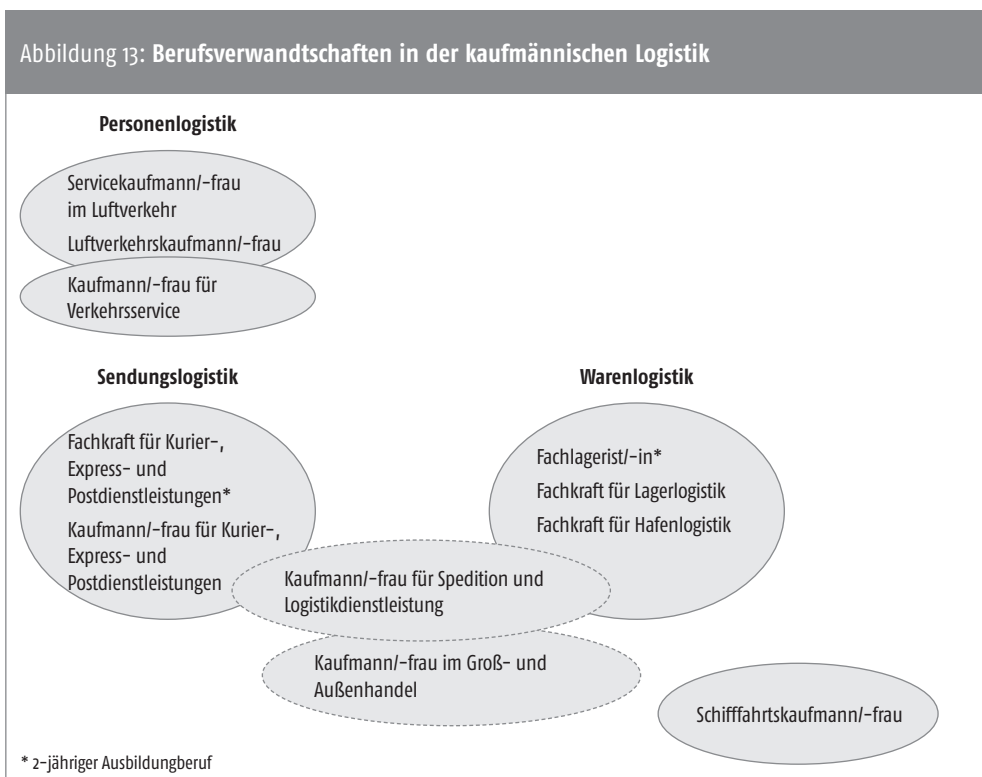 Abbildung 13: Berufsverwandtschaften in der kaufmännischen Logistik
Personenlogistik
Servicekaufmann/-frau
im Luftverkehr
Luftverkehrskaufmann/-frau
Kaufmann/-frau für
Verkehrsservice
Sendungslogistik
Fachkraft für Kurier-,
Express- und
Postdienstleistungen*
Kaufmann/-frau für Kurier-,
Express- und
Postdienstleistungen
Warenlogistik
Fachlagerist/-in*
Fachkraft für Lagerlogistik
Fachkraft für Hafenlogistik
Kaufmann/-frau für Spedition und
Logistikdienstleistung
Kaufmann/-frau im Groß- und
Außenhandel
Schifffahrtskaufmann/-frau
* 2-jähriger Ausbildungberuf